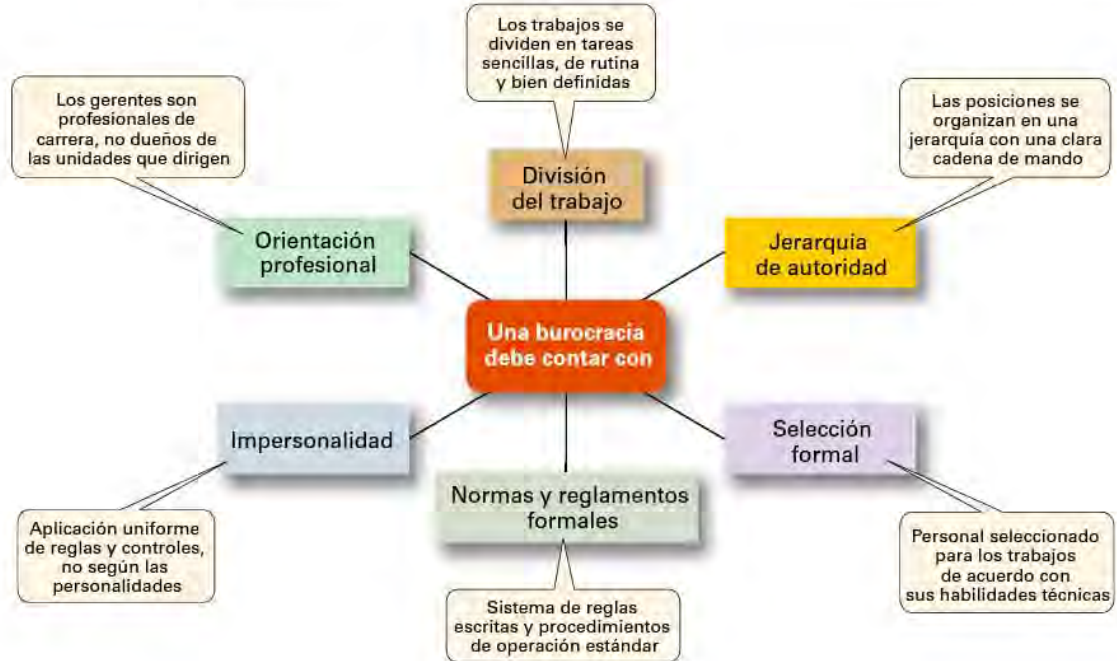 Los trabajos se
dividen en tareas
sencillas, de rutina
y bien definidas
Los gerentes son
profesionales de
carrera, no dueños de
las unidades que dirigen
Las posiciones se
organizan en una
jerarquía con una clara
cadena de mando
División
del trabajo
Orientación
profesional
Jerarquia
de autoridad
Una burocracia
debe contar con
Impersonalidad
Selección
formal
Normas y reglamentos
formales
Aplicación uniforme
de reglas y controles,
no según las
personalidades
Personal seleccionado
para los trabajos
de acuerdo con
sus habilidades técnicas
Sistema de reglas
escritas y procedimientos
de operación estándar